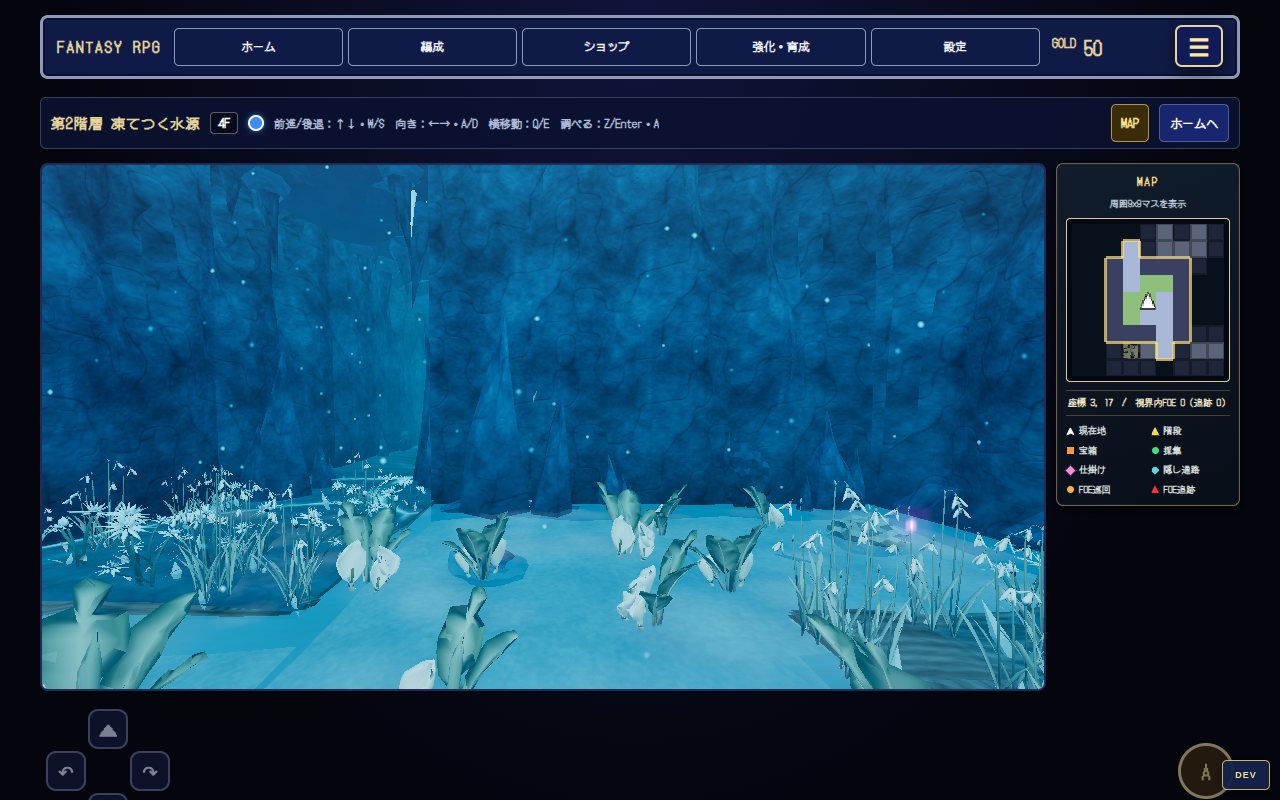 FANTASY RPG
ホーム
編成
ショップ
強化・育成
設定
GOLD 50
第2階層 凍てつく水源
4F
前進/後退：↑↓・W/S 向き：←→・A/D 横移動：Q/E 調べる：Z/Enter・A
MAP
ホームへ
MAP
周囲9x9マスを表示
座標 3, 17 / 視界内FOE 0 (追跡 0)
現在地
階段
宝箱
採集
仕掛け
隠し通路
FOE巡回
FOE追跡
A
DEV